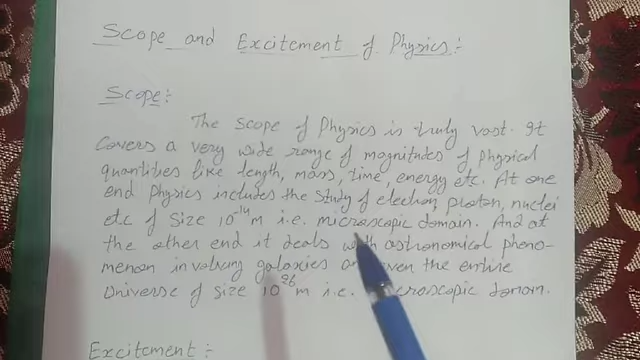 Scope and Excitement of Physics:
Scope:
The scope of Physics is truly vast. It
covers a very wide range of magnitudes of physical
quantities like length, mass, time, energy etc. At one
end physics includes the study of electron, proton, nuclei
etc of size 10⁻¹⁴m i.e. microscopic domain. And at
the other end it deals with astronomical pheno-
menon involving galaxies even the entire
Universe of size 10²⁶ m i.e. domain.
Excitement: